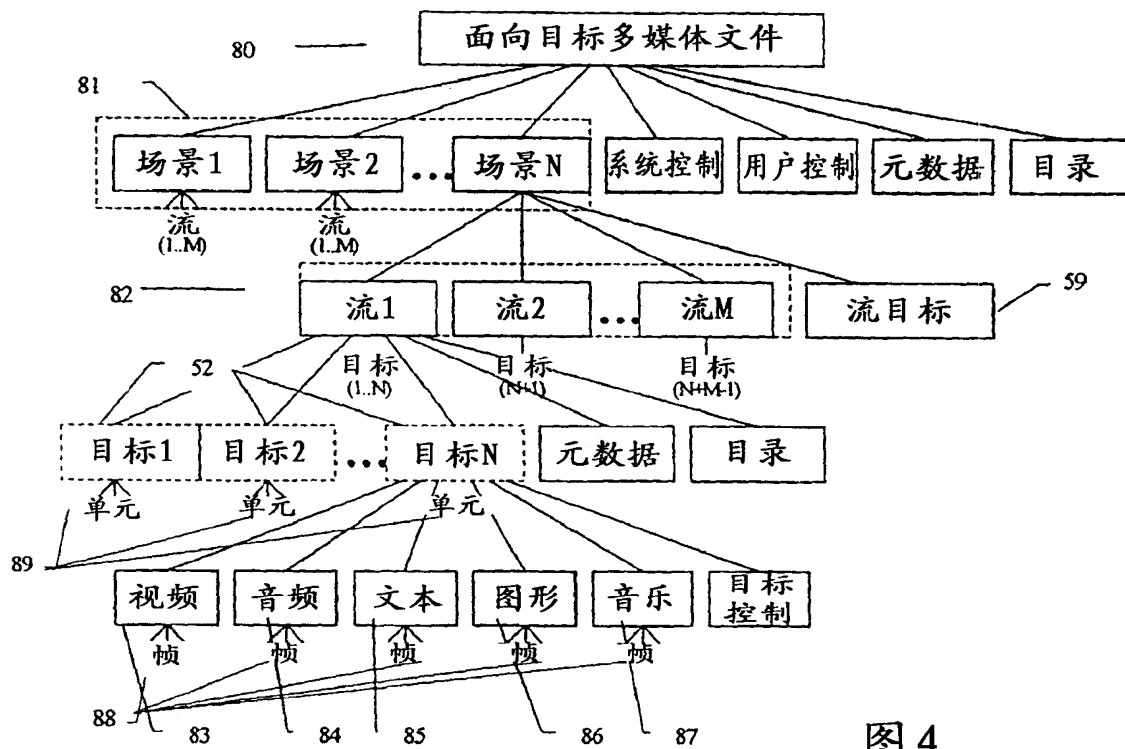 80
面向目标多媒体文件
81
场景1
场景2
...
场景N
系统控制
用户控制
元数据
目录
流
(1..M)
流
(1..M)
82
流1
流2
...
流M
流目标
59
52
目标
(1..N)
目标
(N+1)
目标
(N+M-1)
目标1
目标2
...
目标N
元数据
目录
单元
单元
单元
89
视频
音频
文本
图形
音乐
目标
控制
帧
帧
帧
帧
帧
88
83
84
85
86
87
图4